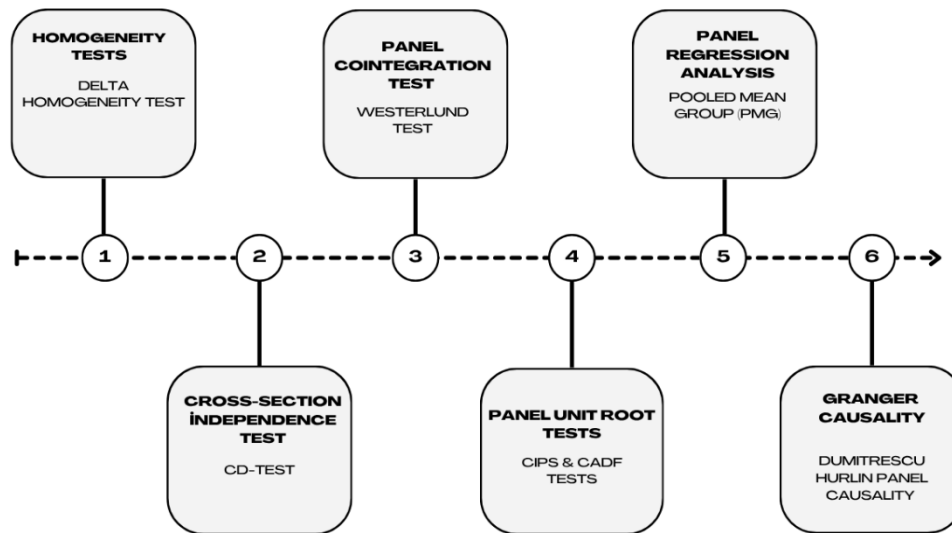 HOMOGENEITY
TESTS
DELTA
HOMOGENEITY TEST
PANEL
COINTEGRATION
TEST
WESTERLUND
TEST
PANEL
REGRESSION
ANALYSIS
POOLED MEAN
GROUP (PMG)
1
2
3
4
5
6
CROSS-SECTION
İNDEPENDENCE
TEST
CD-TEST
PANEL UNIT ROOT
TESTS
CIPS & CADF
TESTS
GRANGER
CAUSALITY
DUMITRESCU
HURLIN PANEL
CAUSALITY